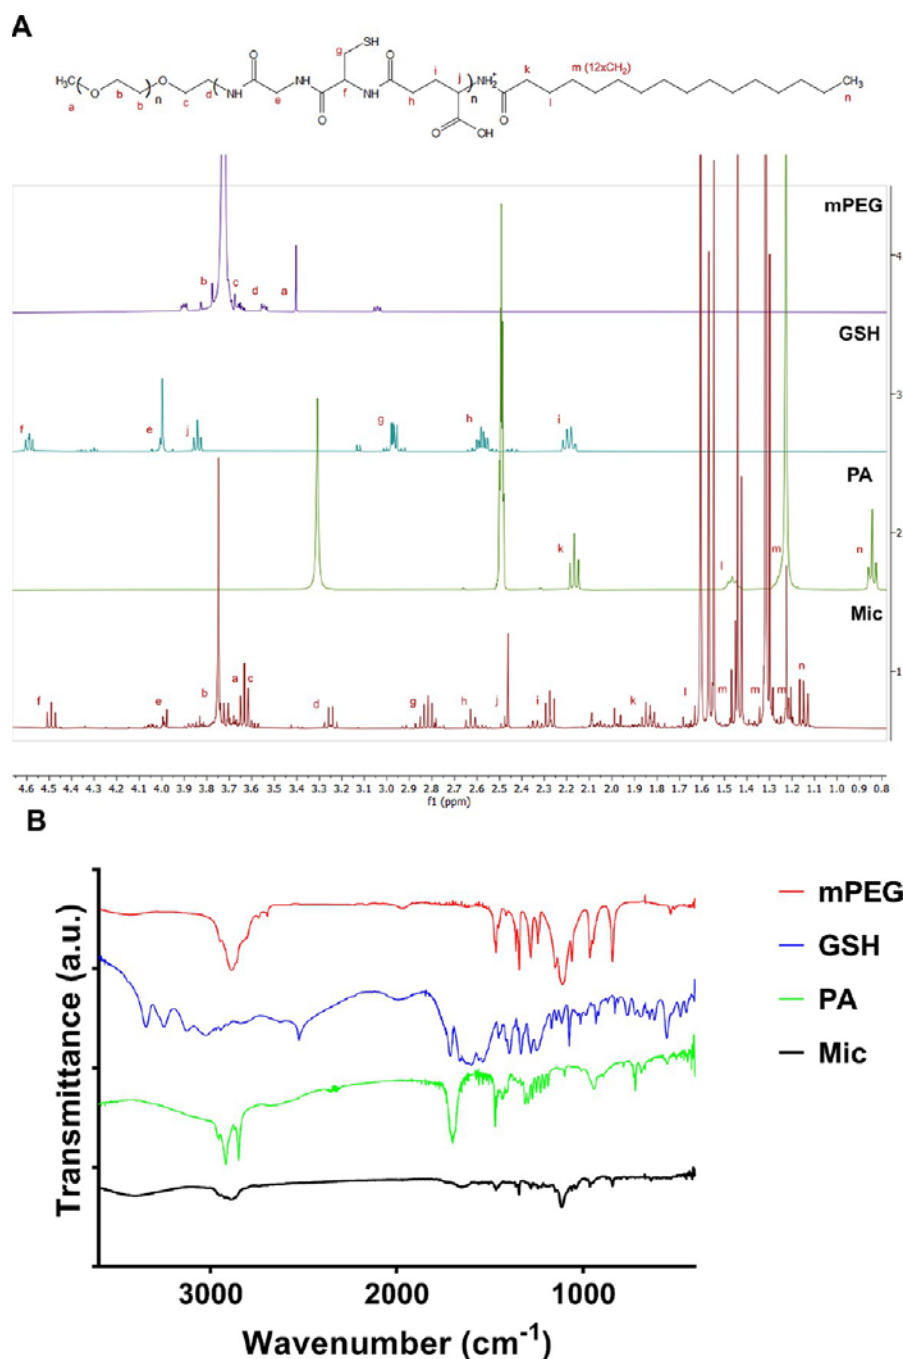 A
SH
g
O
O
i
j
NH₂⁺
k
m (12xCH₂)
H₃C
O
n
O
NH
NH
f
NH
n
CH₃
a
b
b
c
d
e
O
h
O
OH
O
l
n
mPEG
4
b
c
d
a
GSH
3
f
e
j
g
h
i
PA
2
k
l
m
n
Mic
1
f
e
b
a
c
d
g
h
j
i
k
l
m
m
m
n
4.6 4.5 4.4 4.3 4.2 4.1 4.0 3.9 3.8 3.7 3.6 3.5 3.4 3.3 3.2 3.1 3.0 2.9 2.8 2.7 2.6 2.5 2.4 2.3 2.2 2.1 2.0 1.9 1.8 1.7 1.6 1.5 1.4 1.3 1.2 1.1 1.0 0.9 0.8
f1 (ppm)
B
Transmittance (a.u.)
mPEG
GSH
PA
Mic
3000 2000 1000
Wavenumber (cm⁻¹)